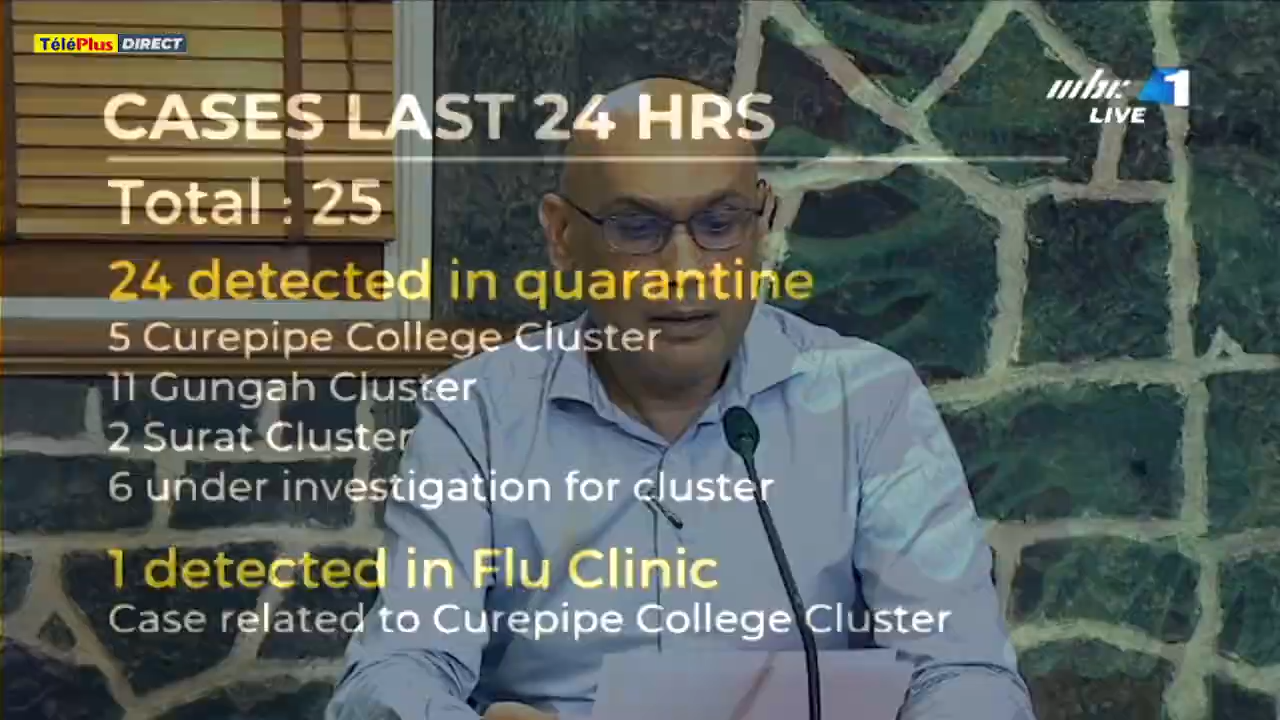 TéléPlus DIRECT
mbc 1
LIVE
CASES LAST 24 HRS
Total : 25
24 detected in quarantine
5 Curepipe College Cluster
11 Gungah Cluster
2 Surat Cluster
6 under investigation for cluster
1 detected in Flu Clinic
Case related to Curepipe College Cluster